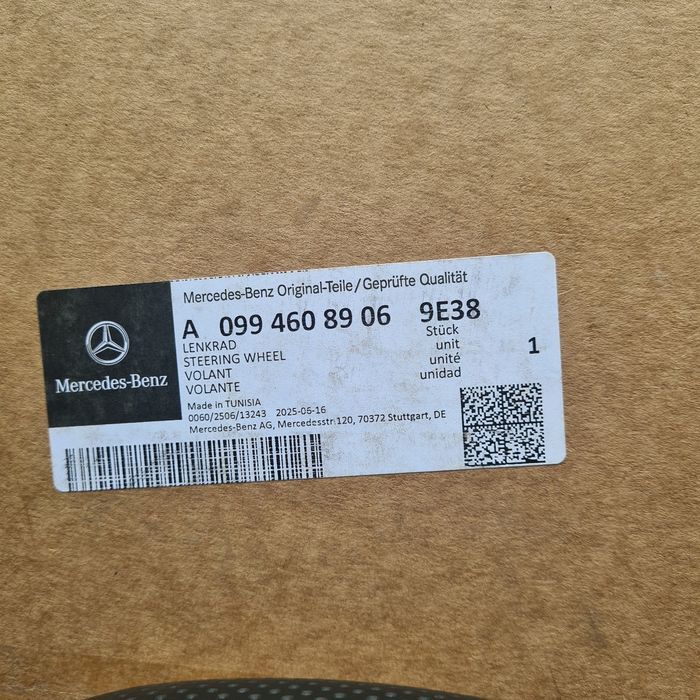 Mercedes-Benz Original-Teile/Geprüfte Qualität
A 099 460 89 06 9E38
LENKRAD Stück
STEERING WHEEL unit 1
VOLANT unité
VOLANTE unidad
Made in TUNISIA
0060/2506/13243 2025-06-16
Mercedes-Benz AG, Mercedesstr.120, 70372 Stuttgart, DE
Mercedes-Benz